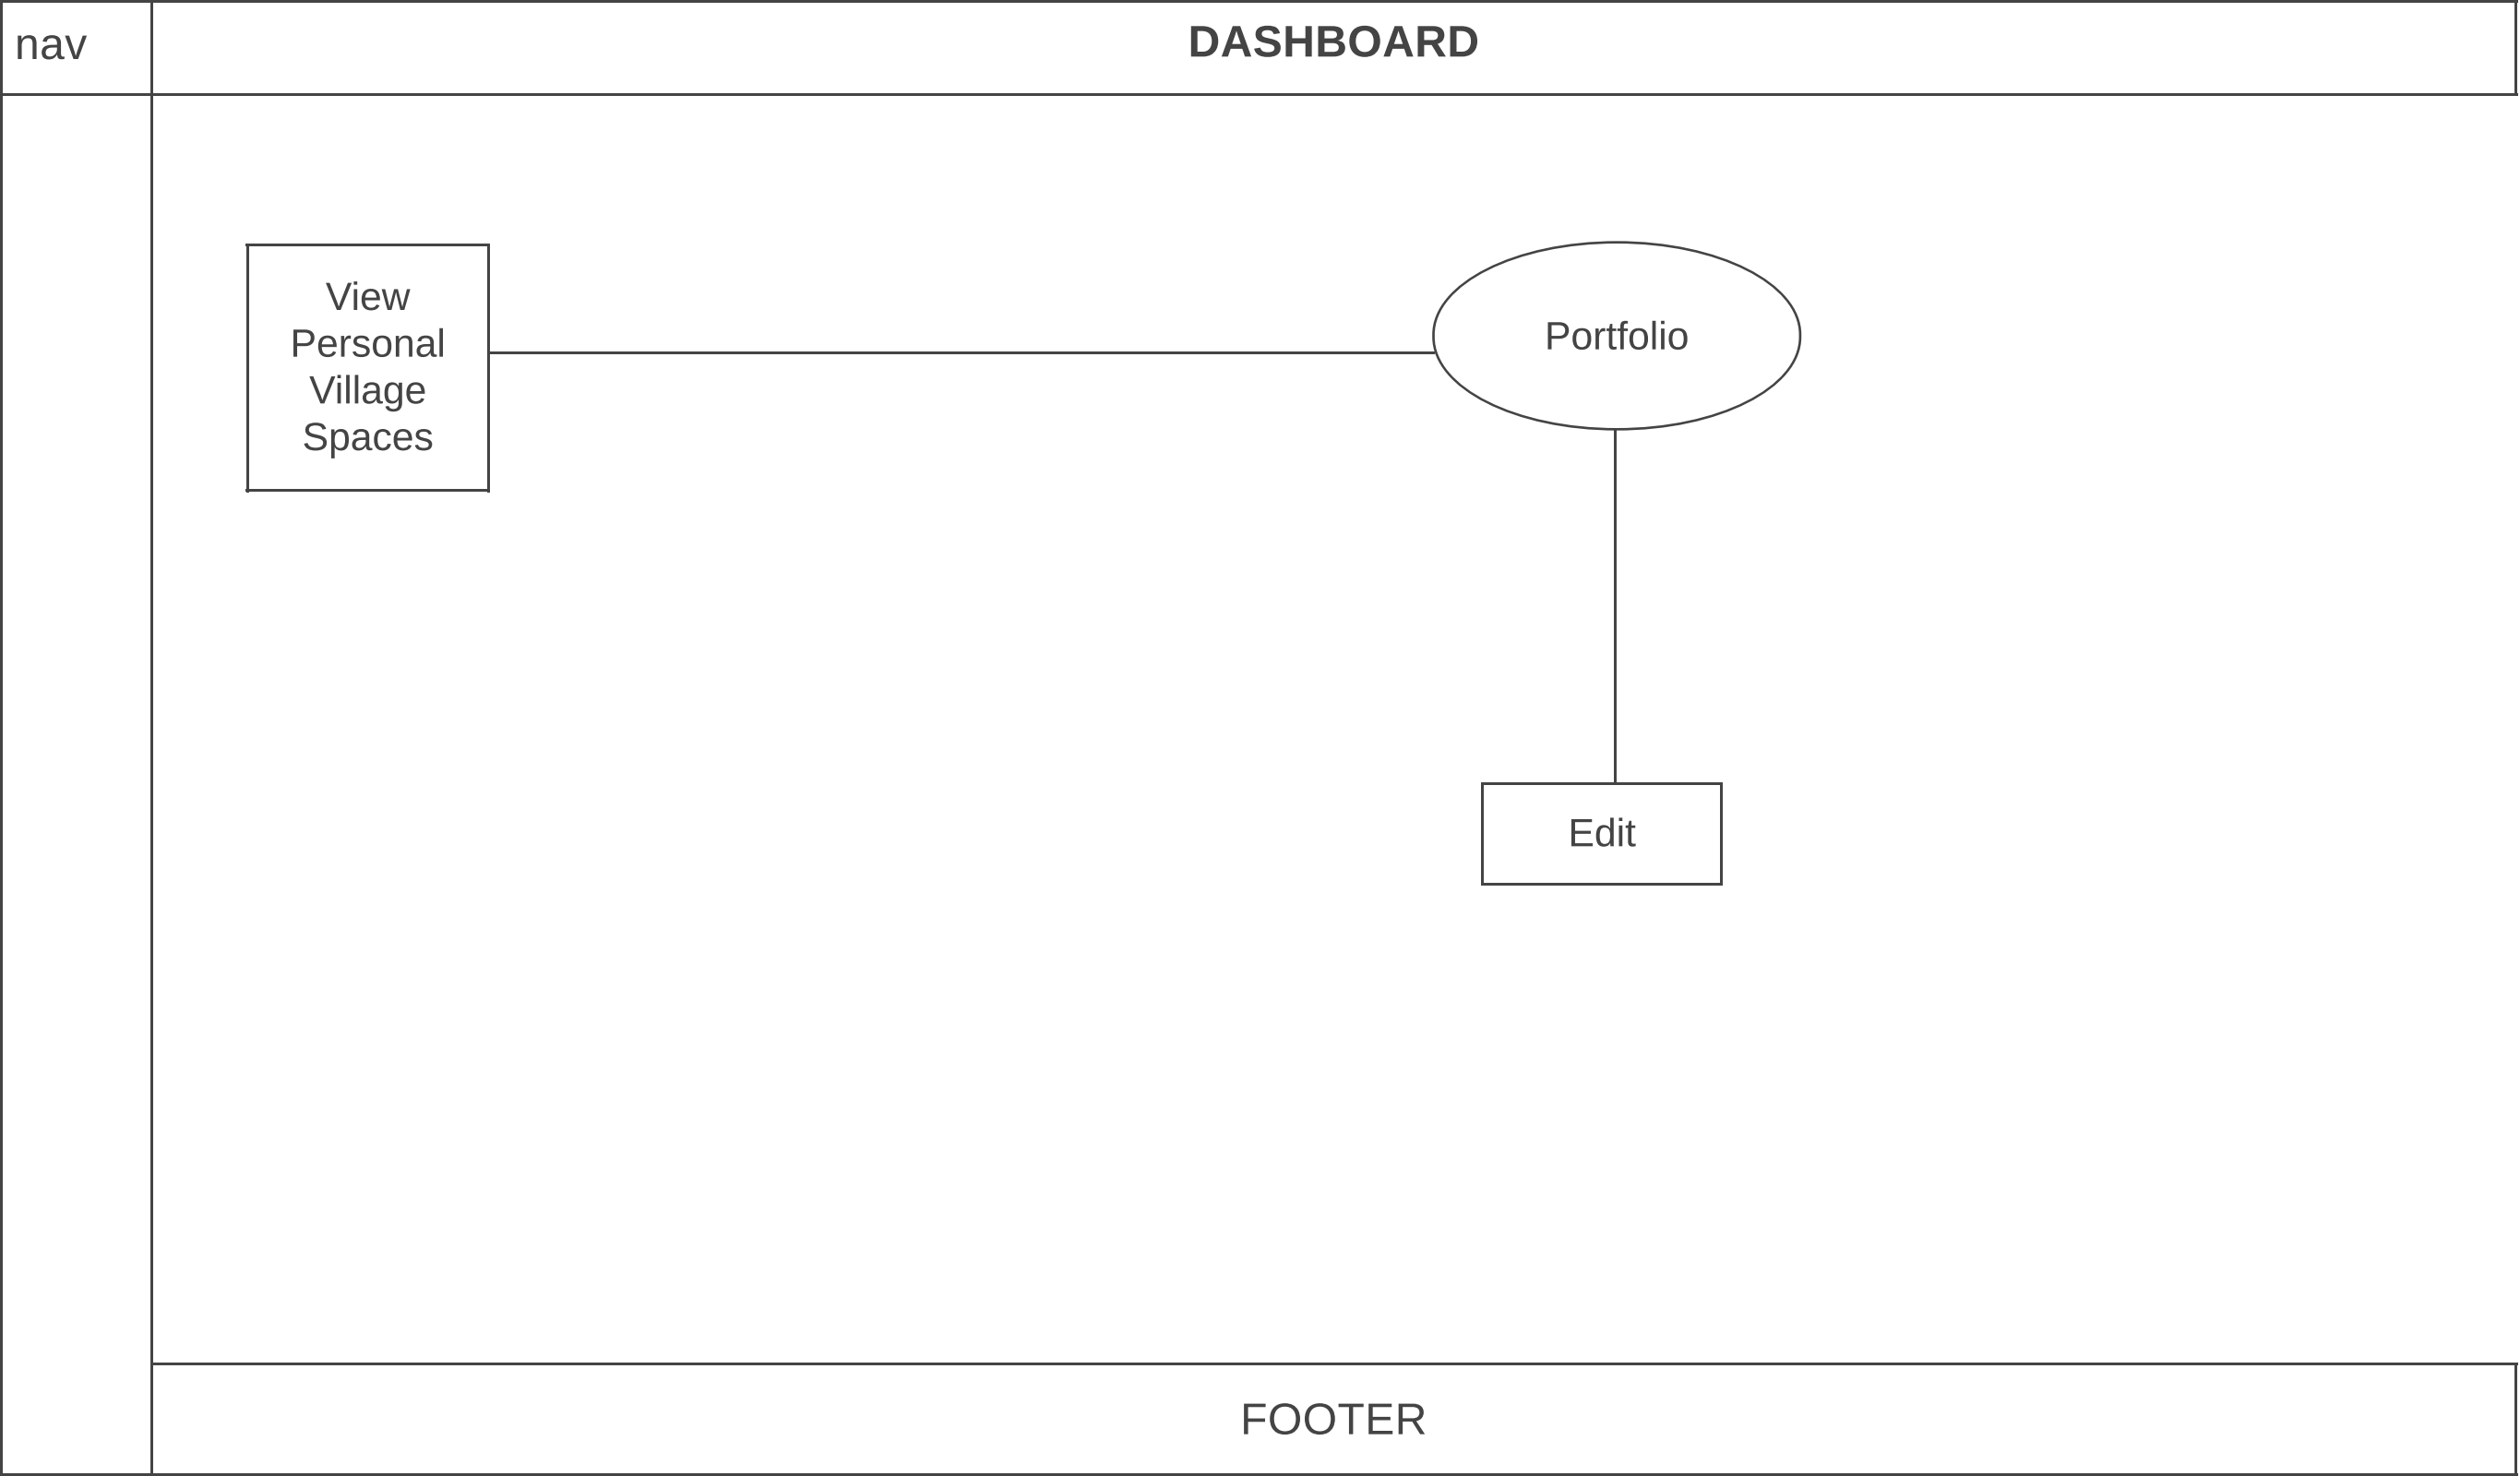 nav
DASHBOARD
View
Personal
Village
Spaces
Portfolio
Edit
FOOTER